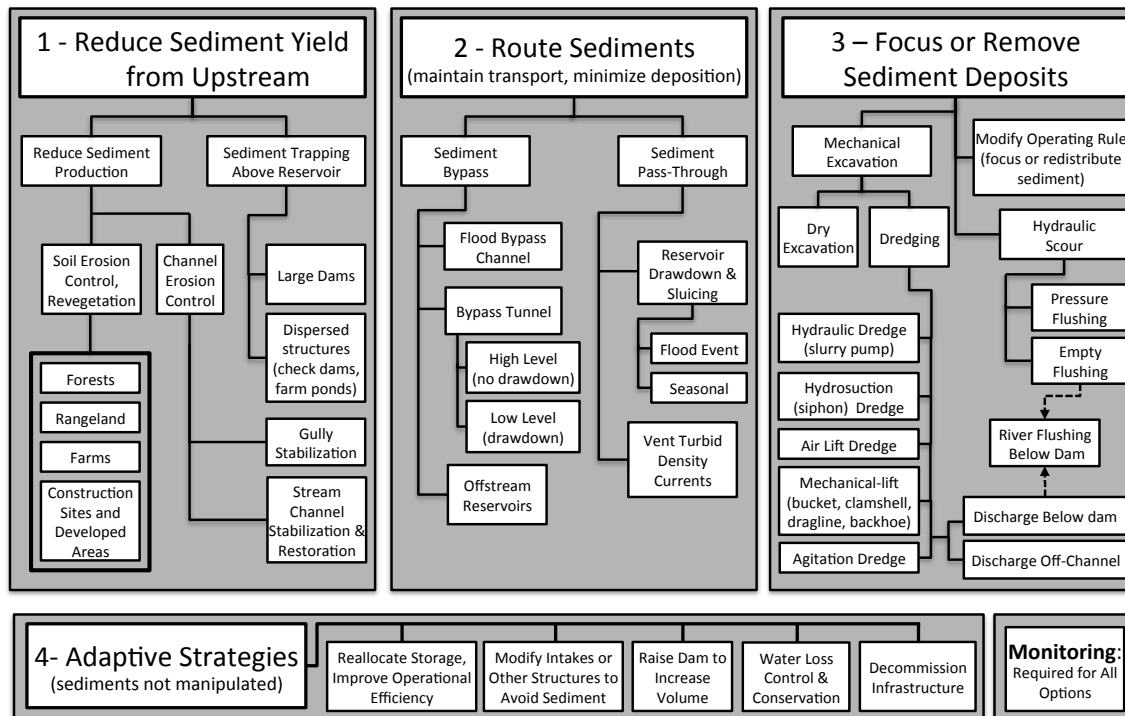 1 - Reduce Sediment Yield
from Upstream
Reduce Sediment
Production
Sediment Trapping
Above Reservoir
Soil Erosion
Control,
Revegetation
Channel
Erosion
Control
Large Dams
Dispersed
structures
(check dams,
farm ponds)
Forests
Rangeland
Farms
Construction
Sites and
Developed
Areas
Gully
Stabilization
Stream
Channel
Stabilization &
Restoration
2 - Route Sediments
(maintain transport, minimize deposition)
Sediment
Bypass
Sediment
Pass-Through
Flood Bypass
Channel
Bypass Tunnel
High Level
(no drawdown)
Low Level
(drawdown)
Offstream
Reservoirs
Reservoir
Drawdown &
Sluicing
Flood Event
Seasonal
Vent Turbid
Density
Currents
3 – Focus or Remove
Sediment Deposits
Mechanical
Excavation
Modify Operating Rule
(focus or redistribute
sediment)
Dry
Excavation
Dredging
Hydraulic
Scour
Pressure
Flushing
Empty
Flushing
Hydraulic Dredge
(slurry pump)
Hydrosuction
(siphon) Dredge
Air Lift Dredge
Mechanical-lift
(bucket, clamshell,
dragline, backhoe)
Agitation Dredge
River Flushing
Below Dam
Discharge Below dam
Discharge Off-Channel
4- Adaptive Strategies
(sediments not manipulated)
Reallocate Storage,
Improve Operational
Efficiency
Modify Intakes or
Other Structures to
Avoid Sediment
Raise Dam to
Increase
Volume
Water Loss
Control &
Conservation
Decommission
Infrastructure
Monitoring:
Required for All
Options